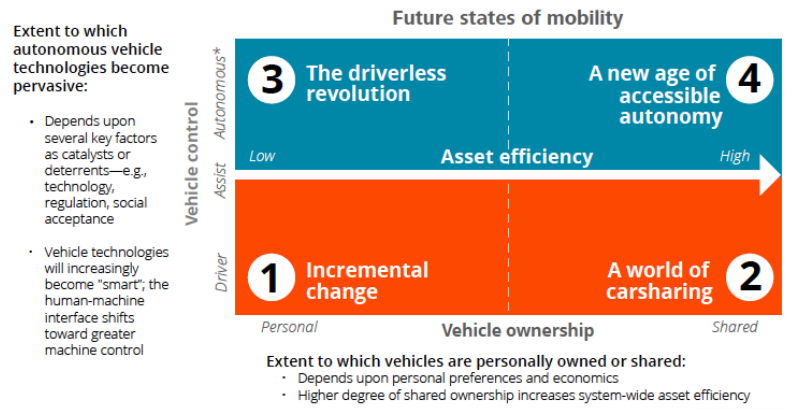 Future states of mobility
Extent to which
autonomous vehicle
technologies become
pervasive:
• Depends upon
several key factors
as catalysts or
deterrents—e.g.,
technology,
regulation, social
acceptance
• Vehicle technologies
will increasingly
become "smart"; the
human-machine
interface shifts
toward greater
machine control
Vehicle control
Autonomous*
Assist
Driver
3 The driverless
revolution
A new age of 4
accessible
autonomy
Low Asset efficiency High
1 Incremental
change
A world of 2
carsharing
Personal Vehicle ownership Shared
Extent to which vehicles are personally owned or shared:
• Depends upon personal preferences and economics
• Higher degree of shared ownership increases system-wide asset efficiency